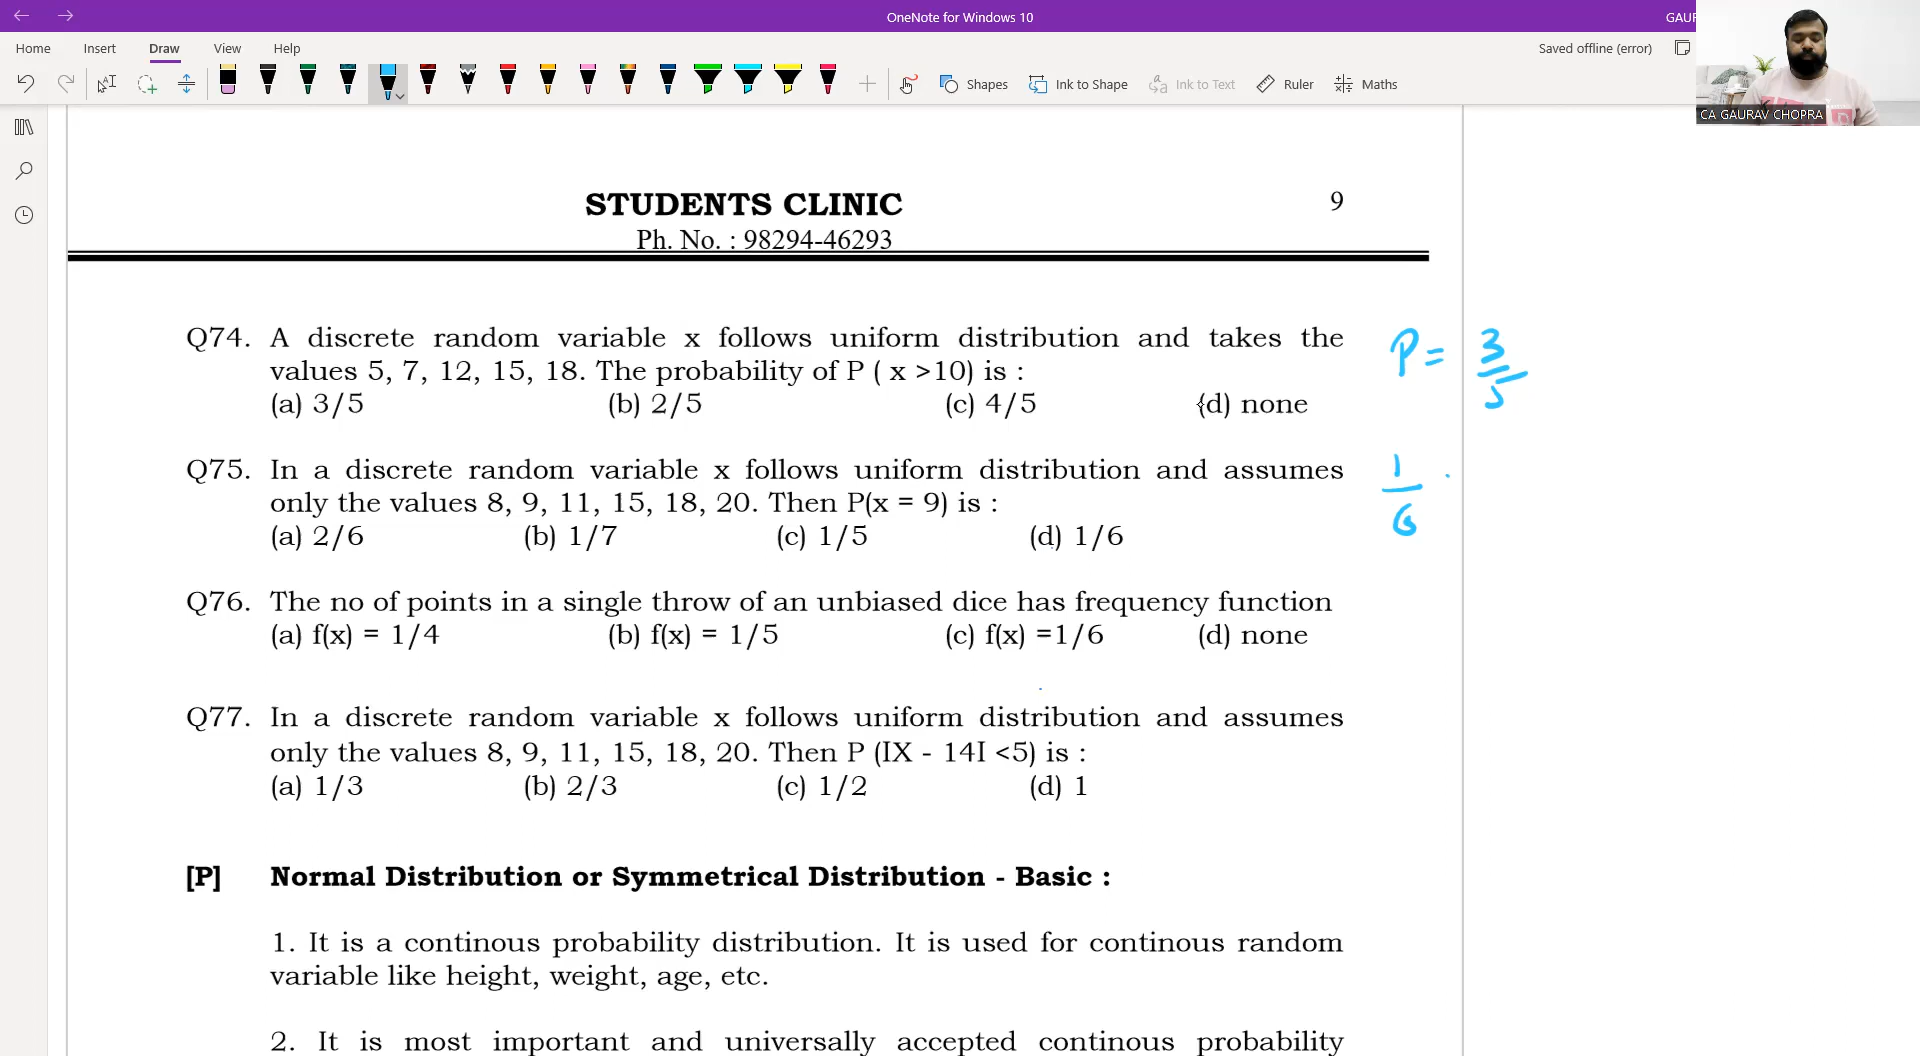 OneNote for Windows 10
GAUR
Home Insert Draw View Help
Saved offline (error)
Shapes Ink to Shape Ink to Text Ruler Maths
CA GAURAV CHOPRA
STUDENTS CLINIC
9
Ph. No. : 98294-46293
Q74. A discrete random variable x follows uniform distribution and takes the
values 5, 7, 12, 15, 18. The probability of P ( x >10) is :
(a) 3/5 (b) 2/5 (c) 4/5 (d) none
P = 3/5
Q75. In a discrete random variable x follows uniform distribution and assumes
only the values 8, 9, 11, 15, 18, 20. Then P(x = 9) is :
(a) 2/6 (b) 1/7 (c) 1/5 (d) 1/6
1/6
Q76. The no of points in a single throw of an unbiased dice has frequency function
(a) f(x) = 1/4 (b) f(x) = 1/5 (c) f(x) =1/6 (d) none
Q77. In a discrete random variable x follows uniform distribution and assumes
only the values 8, 9, 11, 15, 18, 20. Then P (IX - 14I <5) is :
(a) 1/3 (b) 2/3 (c) 1/2 (d) 1
[P] Normal Distribution or Symmetrical Distribution - Basic :
1. It is a continous probability distribution. It is used for continous random
variable like height, weight, age, etc.
2. It is most important and universally accepted continous probability